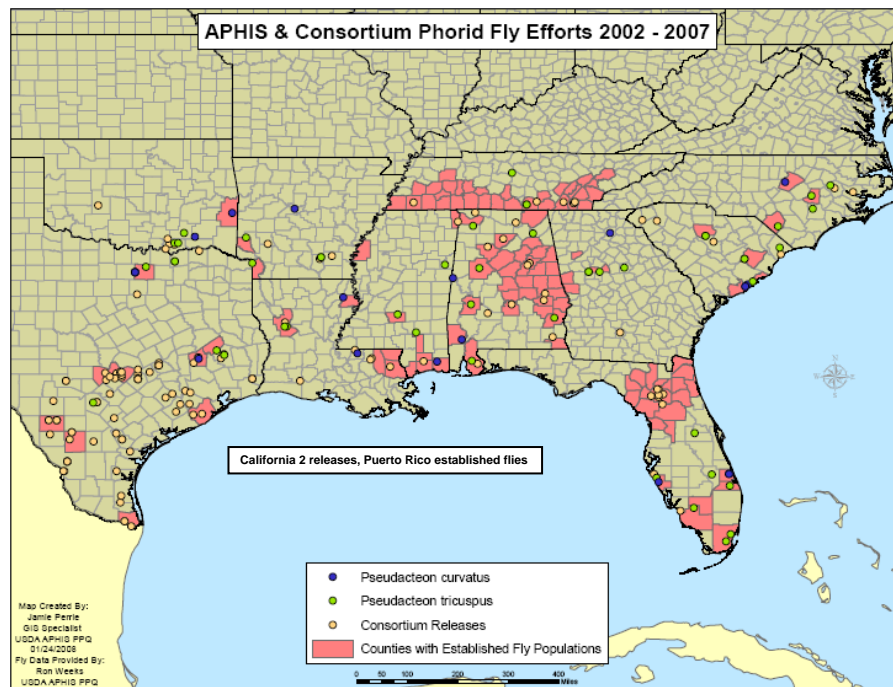 APHIS & Consortium Phorid Fly Efforts 2002 - 2007
California 2 releases, Puerto Rico established flies
Pseudacteon curvatus
Pseudacteon tricuspus
Consortium Releases
Counties with Established Fly Populations
Map Created By:
Jamie Perrie
GIS Specialist
USDA APHIS PPQ
01/24/2008
Fly Data Provided By:
Ron Weeks
USDA APHIS PPQ
0
100
200
400
Miles